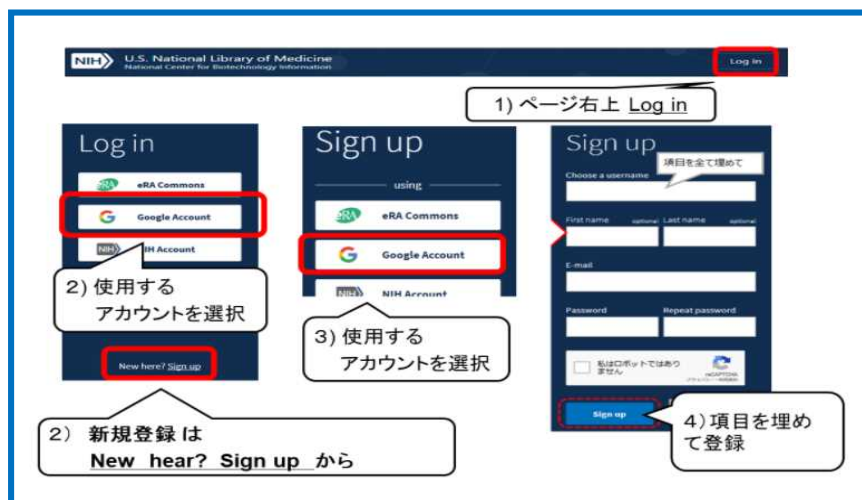 NIH U.S. National Library of Medicine
National Center for Biotechnology Information
Log in
1) ページ右上 Log in
Log in
eRA eRA Commons
G Google Account
NIH NIH Account
2) 使用する
アカウントを選択
New here? Sign up
2) 新規登録 は
New hear? Sign up から
Sign up
using
eRA eRA Commons
G Google Account
NIH NIH Account
3) 使用する
アカウントを選択
Sign up
項目を全て埋めて
Choose a username
First name optional Last name optional
E-mail
Password Repeat password
私はロボットではあり
ません
reCAPTCHA
Sign up
4) 項目を埋め
て登録